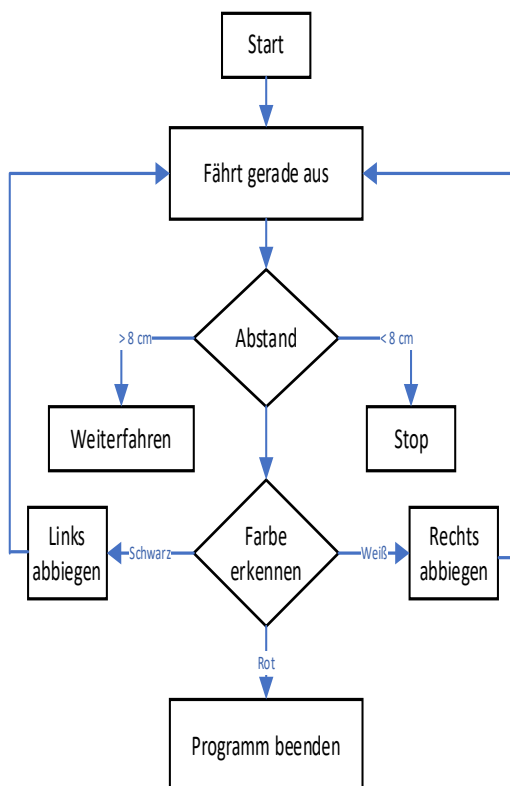 Start
Fährt gerade aus
Abstand
> 8 cm
< 8 cm
Weiterfahren
Stop
Links
abbiegen
Schwarz
Farbe
erkennen
Weiß
Rechts
abbiegen
Rot
Programm beenden